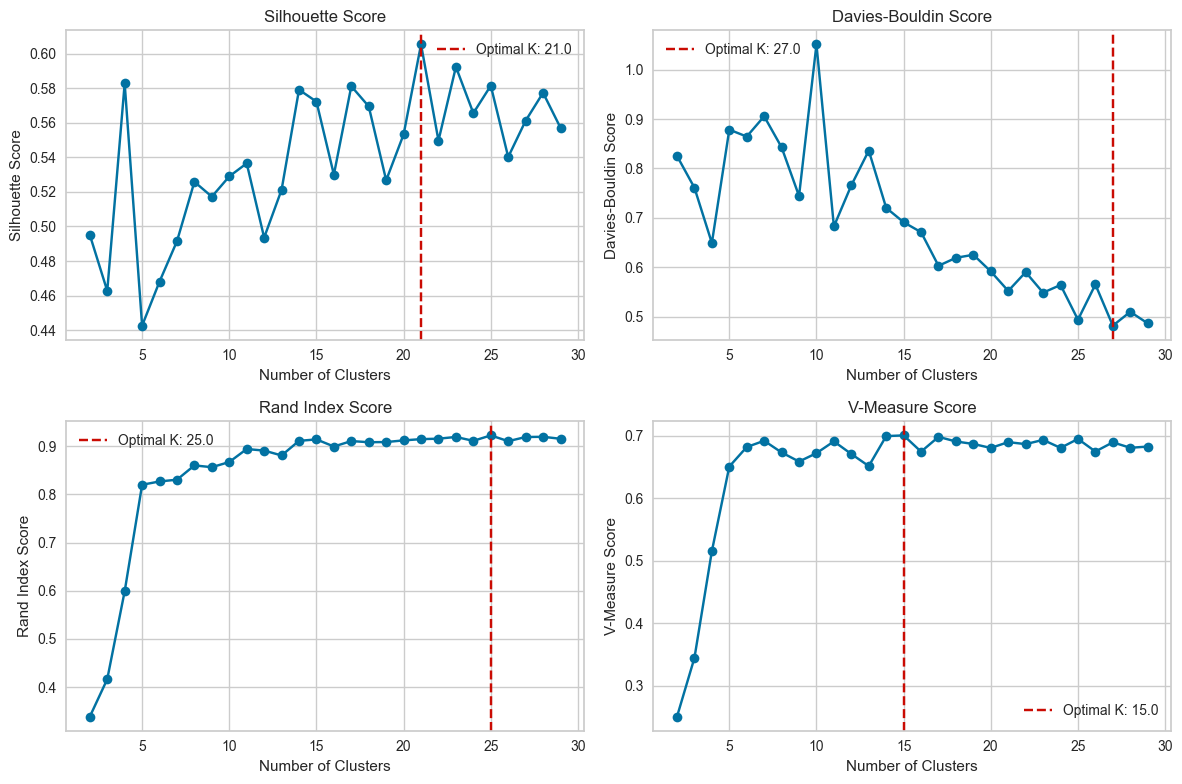 Silhouette Score
Optimal K: 21.0
Silhouette Score
0.60
0.58
0.56
0.54
0.52
0.50
0.48
0.46
0.44
5 10 15 20 25 30
Number of Clusters
Davies-Bouldin Score
Optimal K: 27.0
Davies-Bouldin Score
1.0
0.9
0.8
0.7
0.6
0.5
5 10 15 20 25 30
Number of Clusters
Rand Index Score
Optimal K: 25.0
Rand Index Score
0.9
0.8
0.7
0.6
0.5
0.4
5 10 15 20 25 30
Number of Clusters
V-Measure Score
V-Measure Score
0.7
0.6
0.5
0.4
0.3
Optimal K: 15.0
5 10 15 20 25 30
Number of Clusters